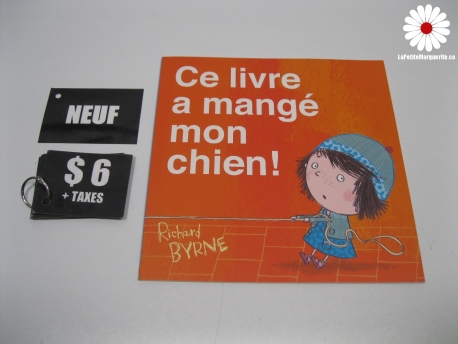 LaPetiteMarguerite.ca
NEUF
$6
+ TAXES
Ce livre
a mangé
mon
chien!
Richard
BYRNE